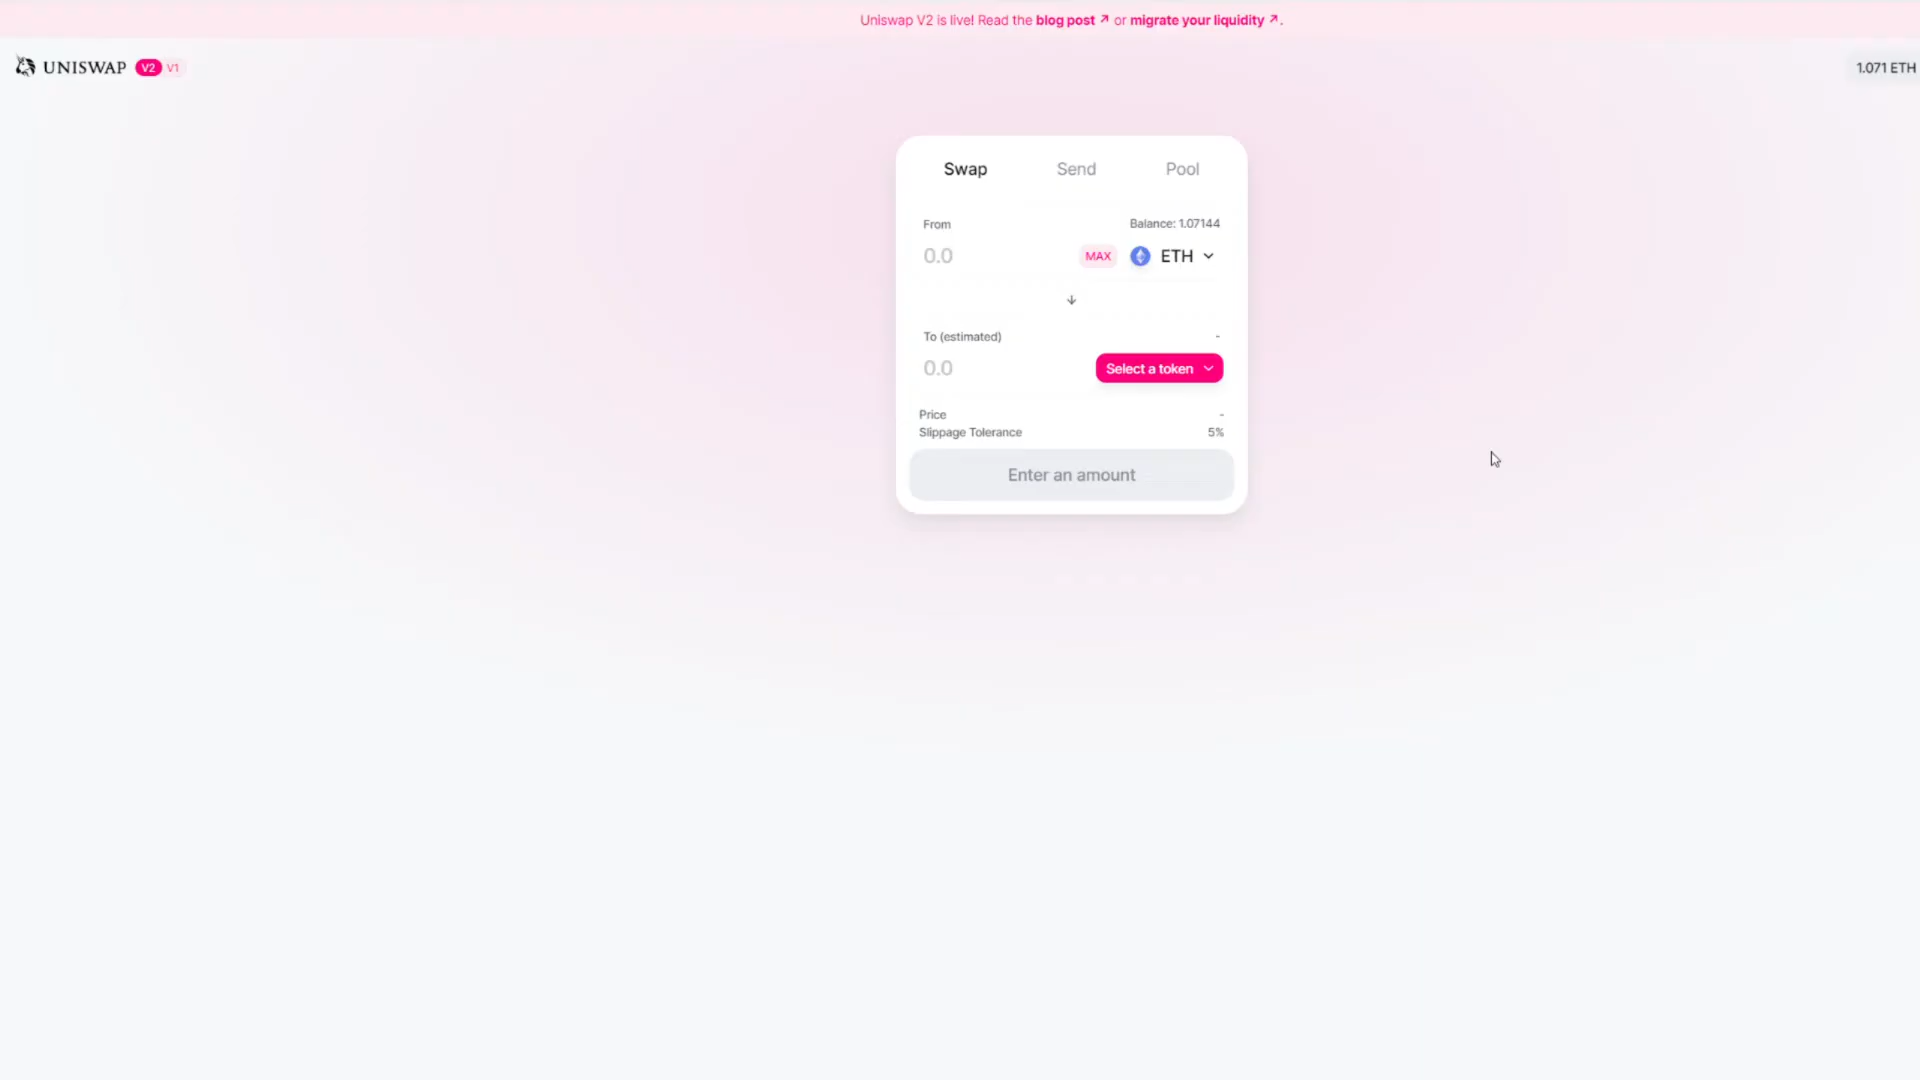 Uniswap V2 is live! Read the blog post ↗ or migrate your liquidity ↗.
UNISWAP V2 V1
1.071 ETH
Swap Send Pool
From Balance: 1.07144
0.0 MAX ETH
To (estimated) -
0.0 Select a token
Price -
Slippage Tolerance 5%
Enter an amount